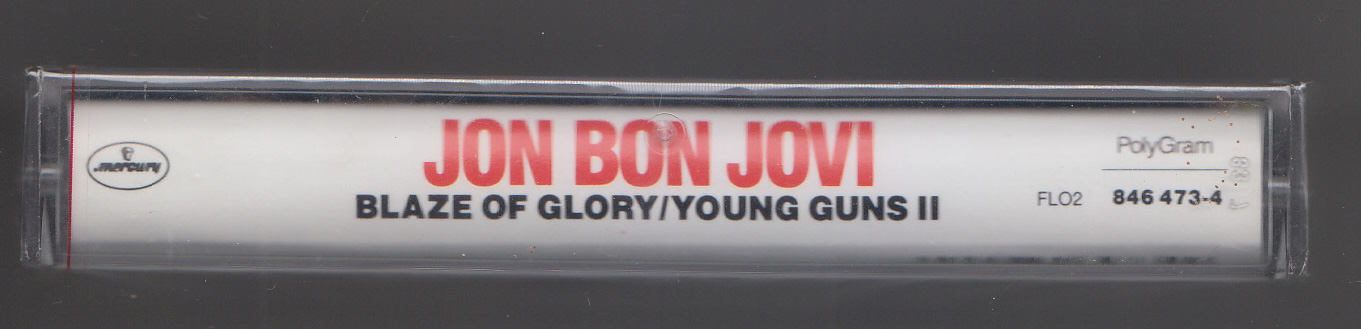 mercury
JON BON JOVI
BLAZE OF GLORY/YOUNG GUNS II
PolyGram
FLO2 846 473-4